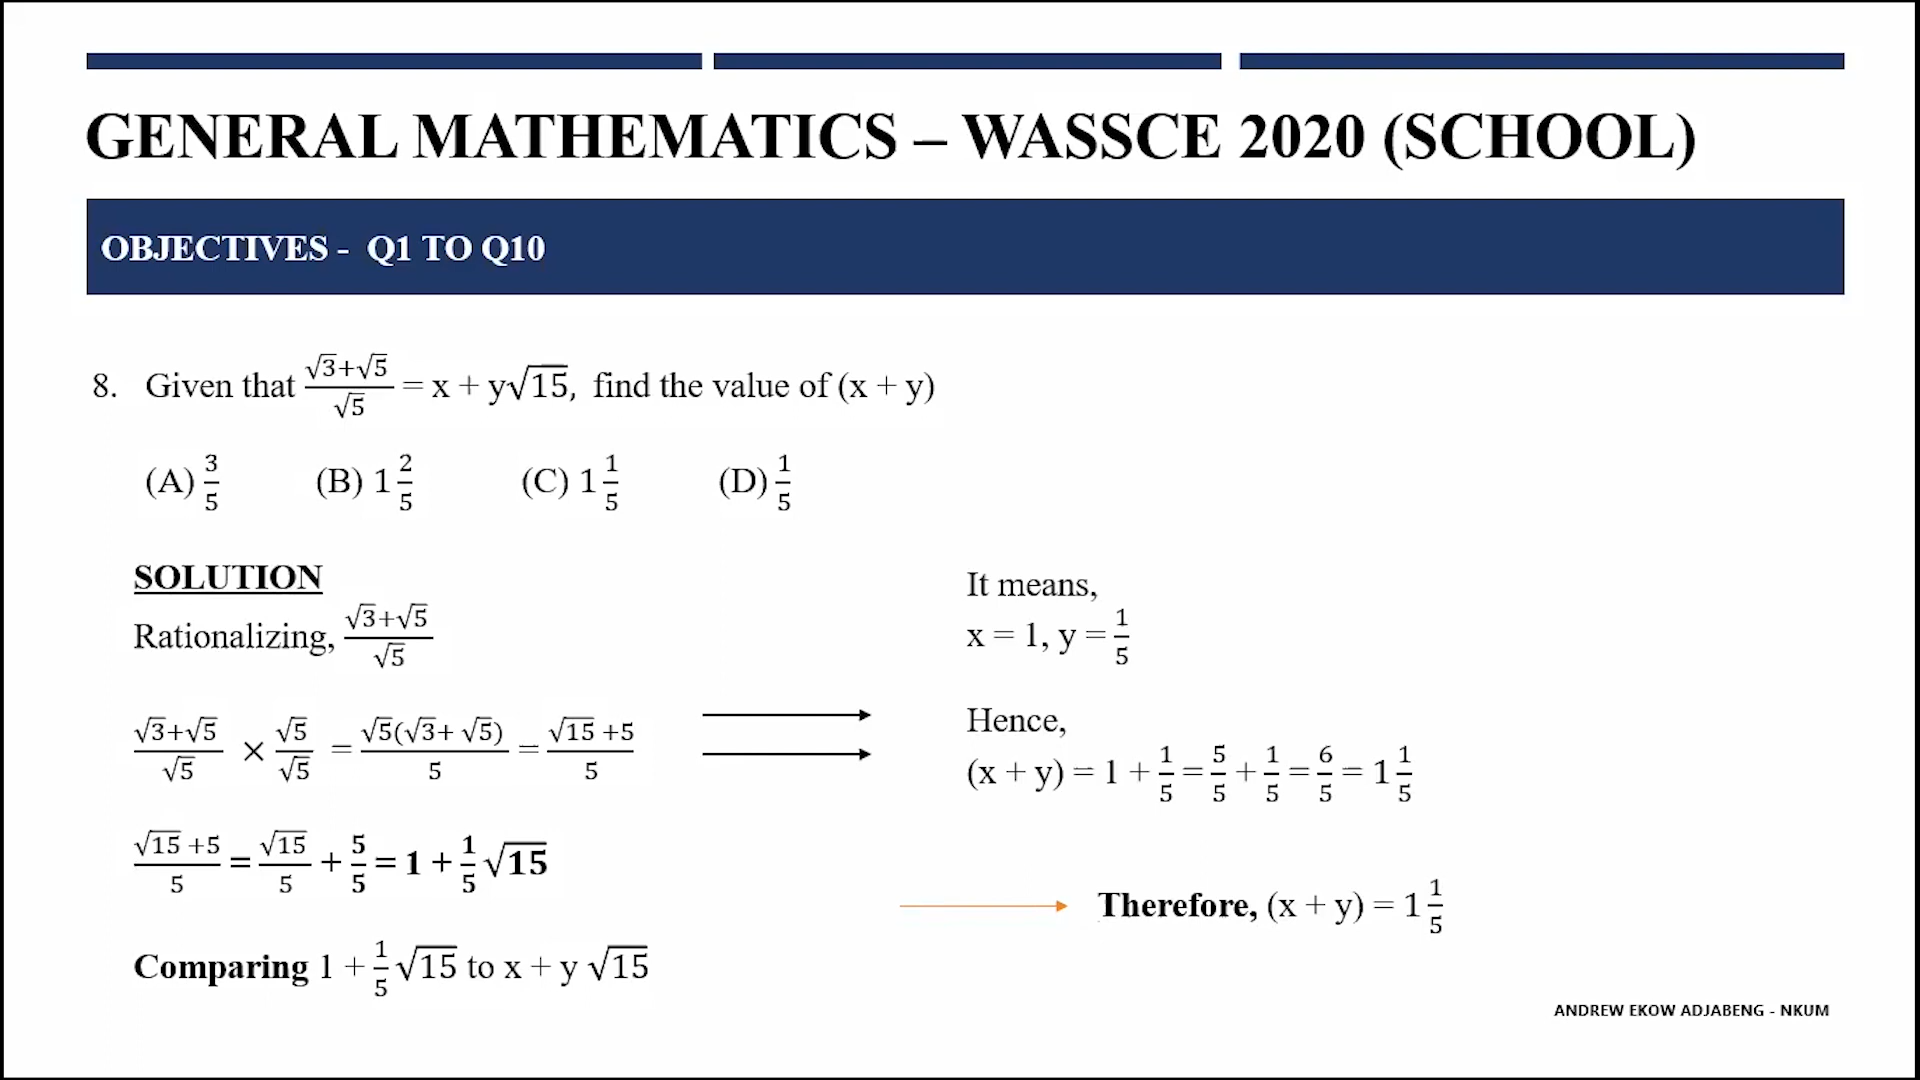 GENERAL MATHEMATICS – WASSCE 2020 (SCHOOL)
OBJECTIVES - Q1 TO Q10
8. Given that (√3+√5)/√5 = x + y√15, find the value of (x + y)
(A) 3/5 (B) 1 2/5 (C) 1 1/5 (D) 1/5
SOLUTION
Rationalizing, (√3+√5)/√5
(√3+√5)/√5 × √5/√5 = √5(√3+ √5)/5 = (√15 +5)/5
(√15 +5)/5 = √15/5 + 5/5 = 1 + 1/5 √15
Comparing 1 + 1/5 √15 to x + y √15
It means,
x = 1, y = 1/5
Hence,
(x + y) = 1 + 1/5 = 5/5 + 1/5 = 6/5 = 1 1/5
Therefore, (x + y) = 1 1/5
ANDREW EKOW ADJABENG - NKUM